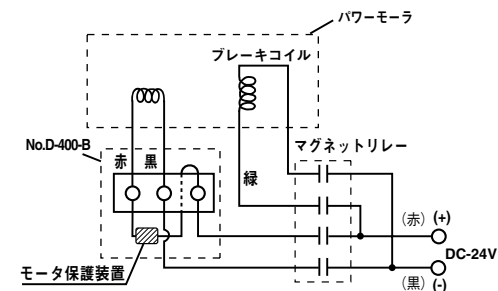 パワーモーラ
ブレーキコイル
No.D-400-B
赤 黒
マグネットリレー
緑
(赤) (+)
DC-24V
モータ保護装置
(黒) (-)